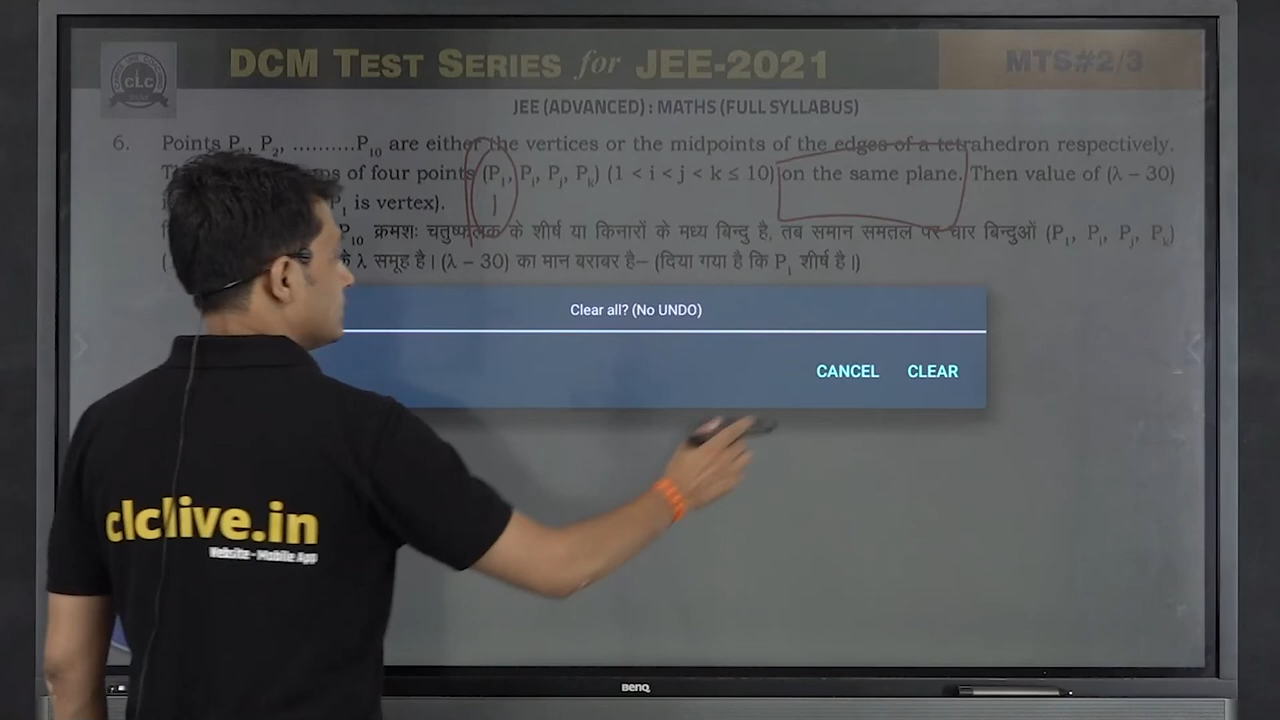 CLC
DCM TEST SERIES for JEE-2021
MTS#2/3
JEE (ADVANCED) : MATHS (FULL SYLLABUS)
6. Points P1, P2, ..........P10 are either the vertices or the midpoints of the edges of a tetrahedron respectively.
of four points (P1, Pi, Pj, Pk) (1 < i < j < k ≤ 10) on the same plane. Then value of (λ – 30)
P1 is vertex).
P10 क्रमशः चतुष्फलक के शीर्ष या किनारों के मध्य बिन्दु है, तब समान समतल पर चार बिन्दुओं (P1, Pi, Pj, Pk)
के λ समूह है। (λ – 30) का मान बराबर है– (दिया गया है कि P1 शीर्ष है।)
Clear all? (No UNDO)
CANCEL CLEAR
clclive.in
Website - Mobile App
BenQ